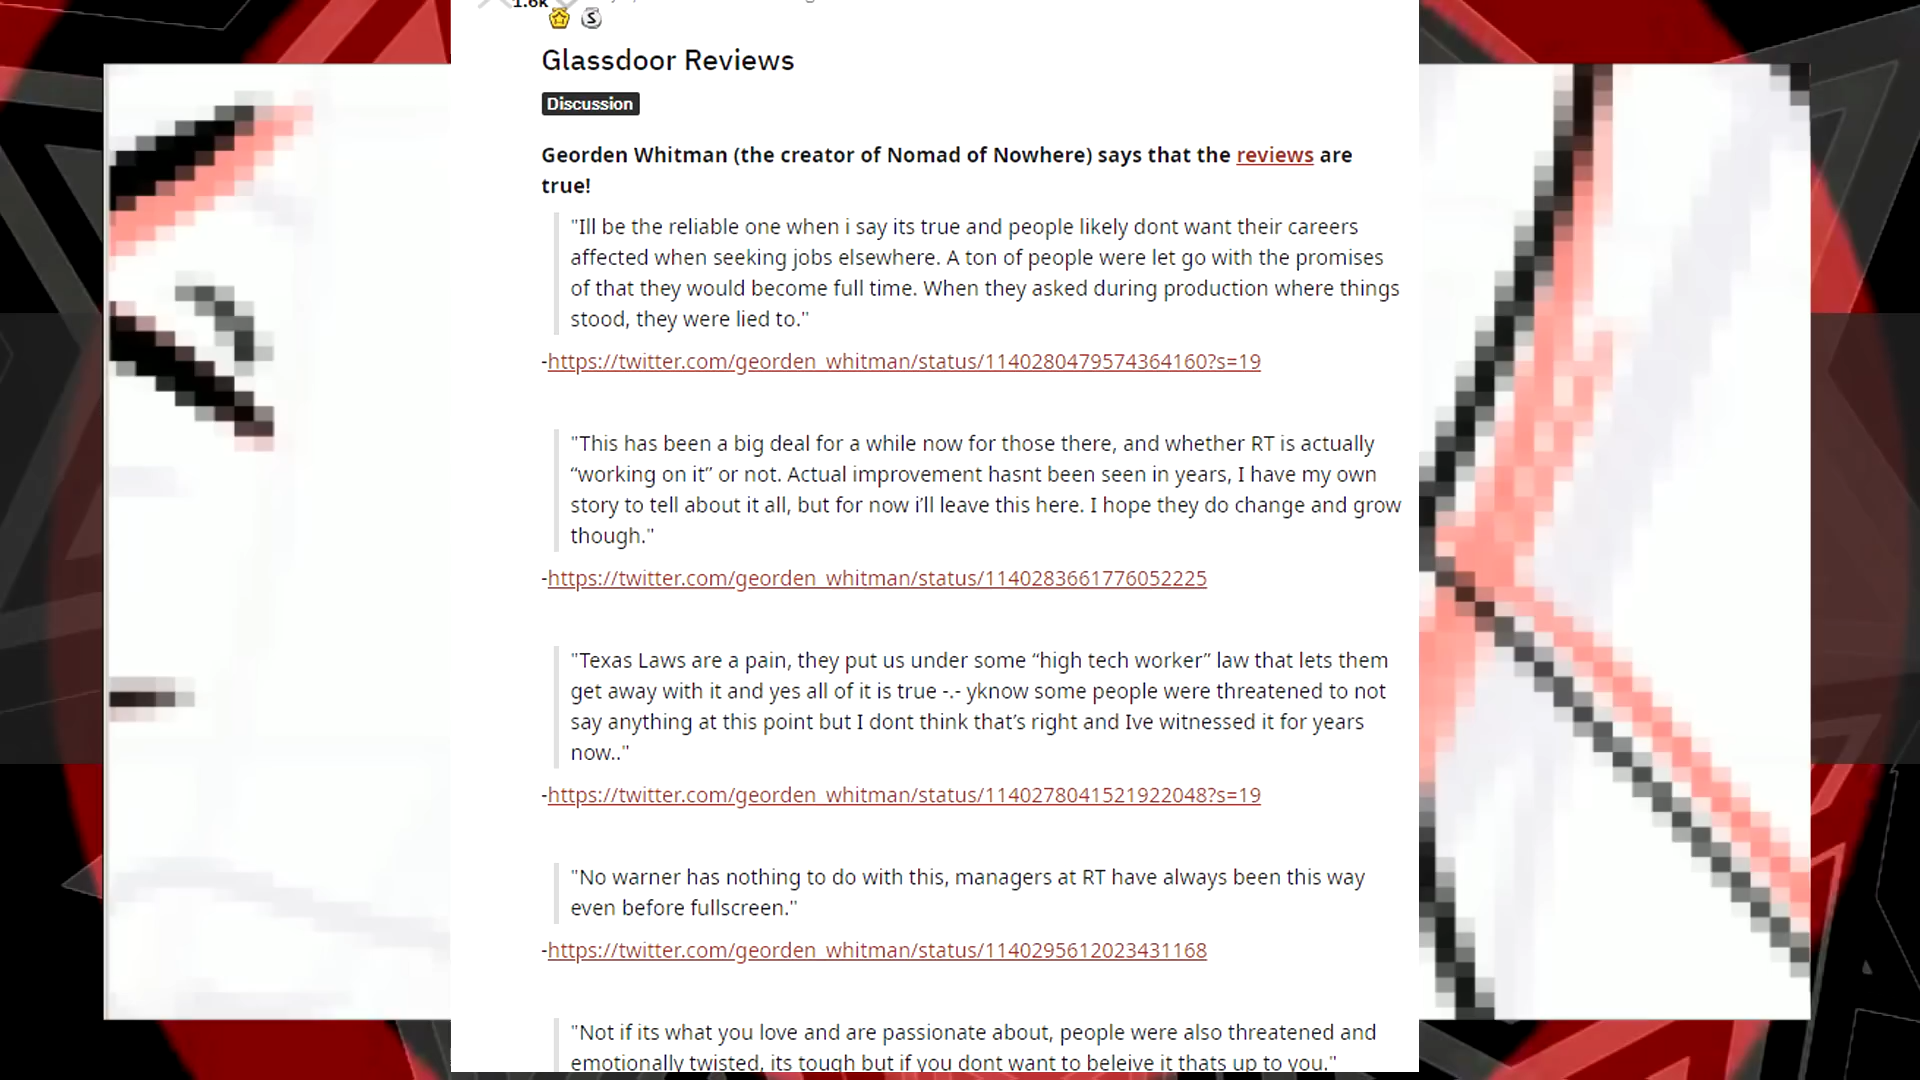 1.6k
S
Glassdoor Reviews
Discussion
Georden Whitman (the creator of Nomad of Nowhere) says that the reviews are
true!
"Ill be the reliable one when i say its true and people likely dont want their careers
affected when seeking jobs elsewhere. A ton of people were let go with the promises
of that they would become full time. When they asked during production where things
stood, they were lied to."
-https://twitter.com/georden_whitman/status/1140280479574364160?s=19
"This has been a big deal for a while now for those there, and whether RT is actually
“working on it” or not. Actual improvement hasnt been seen in years, I have my own
story to tell about it all, but for now i’ll leave this here. I hope they do change and grow
though."
-https://twitter.com/georden_whitman/status/1140283661776052225
"Texas Laws are a pain, they put us under some “high tech worker” law that lets them
get away with it and yes all of it is true -.- yknow some people were threatened to not
say anything at this point but I dont think that’s right and Ive witnessed it for years
now.."
-https://twitter.com/georden_whitman/status/1140278041521922048?s=19
"No warner has nothing to do with this, managers at RT have always been this way
even before fullscreen."
-https://twitter.com/georden_whitman/status/1140295612023431168
"Not if its what you love and are passionate about, people were also threatened and
emotionally twisted, its tough but if you dont want to beleive it thats up to you."